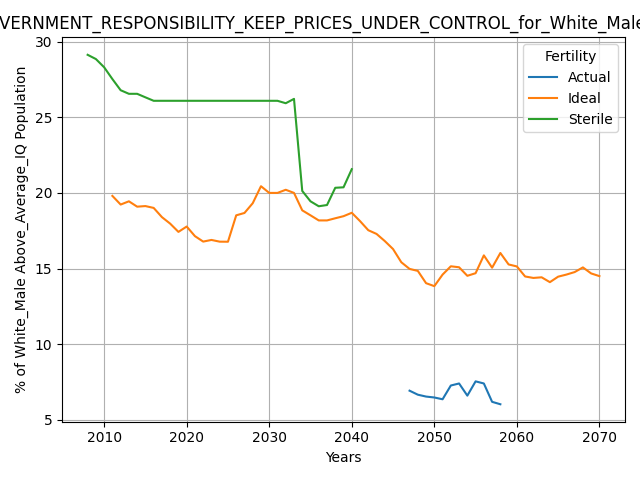 VERNMENT_RESPONSIBILITY_KEEP_PRICES_UNDER_CONTROL_for_White_Male
% of White_Male Above_Average_IQ Population
30
25
20
15
10
5
Fertility
Actual
Ideal
Sterile
2010 2020 2030 2040 2050 2060 2070
Years